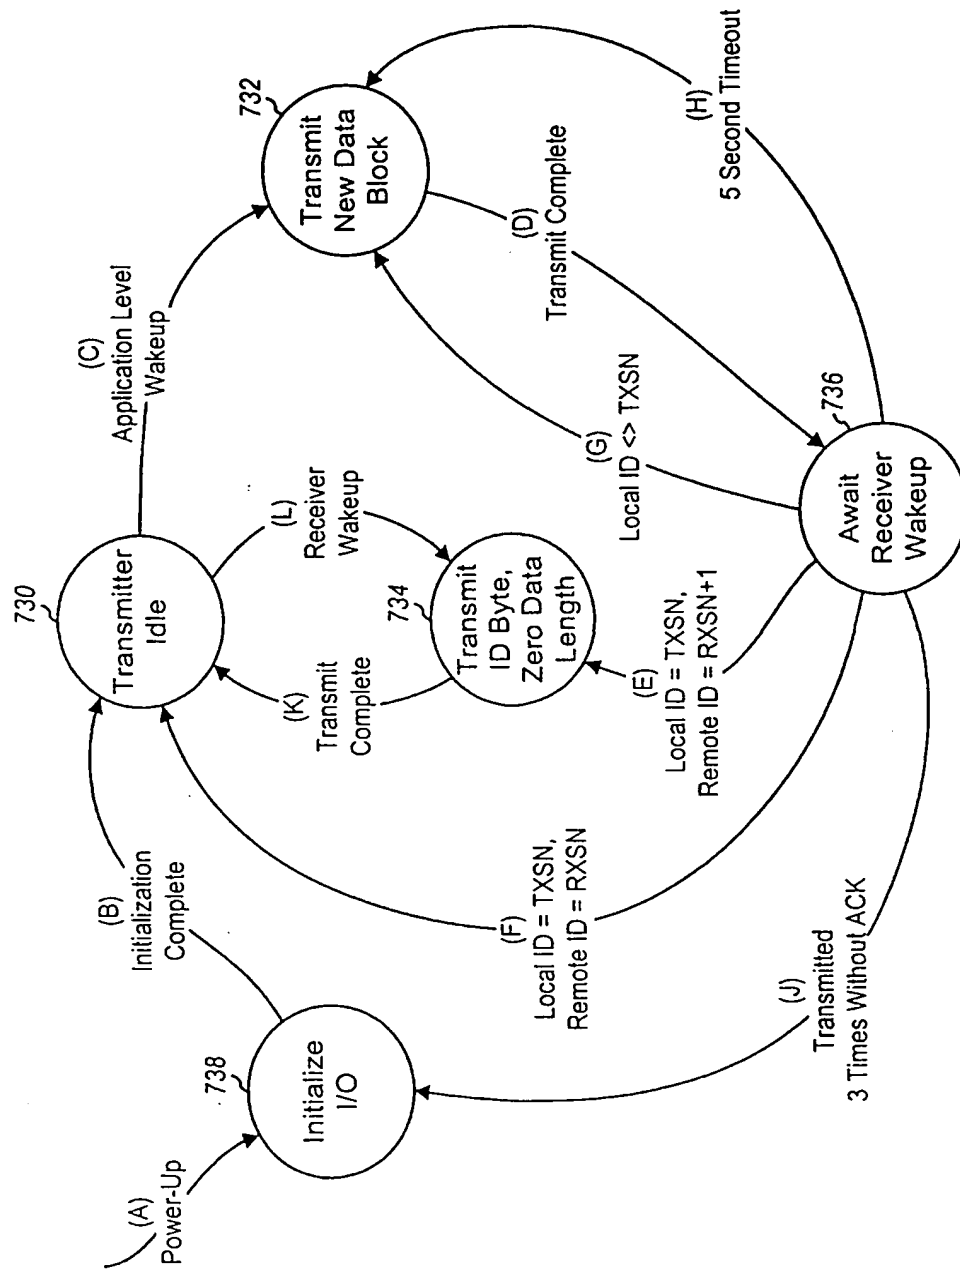 (A)
Power-Up
738
Initialize
I/O
(B)
Initialization
Complete
730
Transmitter
Idle
(C)
Application Level
Wakeup
732
Transmit
New Data
Block
(L)
Receiver
Wakeup
(K)
Transmit
Complete
734
Transmit
ID Byte,
Zero Data
Length
(D)
Transmit Complete
(H)
5 Second Timeout
(G)
Local ID <> TXSN
(E)
Local ID = TXSN,
Remote ID = RXSN+1
(F)
Local ID = TXSN,
Remote ID = RXSN
736
Await
Receiver
Wakeup
(J)
Transmitted
3 Times Without ACK